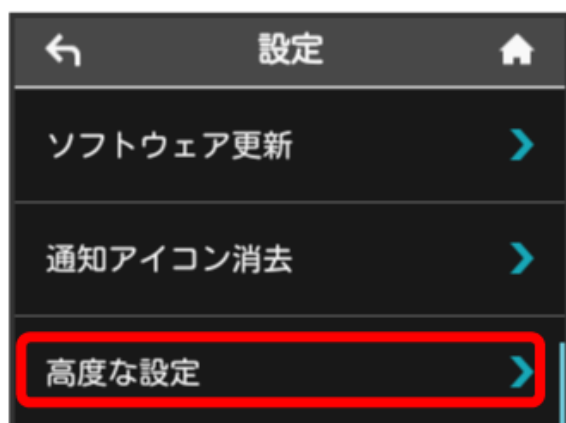 設定
ソフトウェア更新
通知アイコン消去
高度な設定